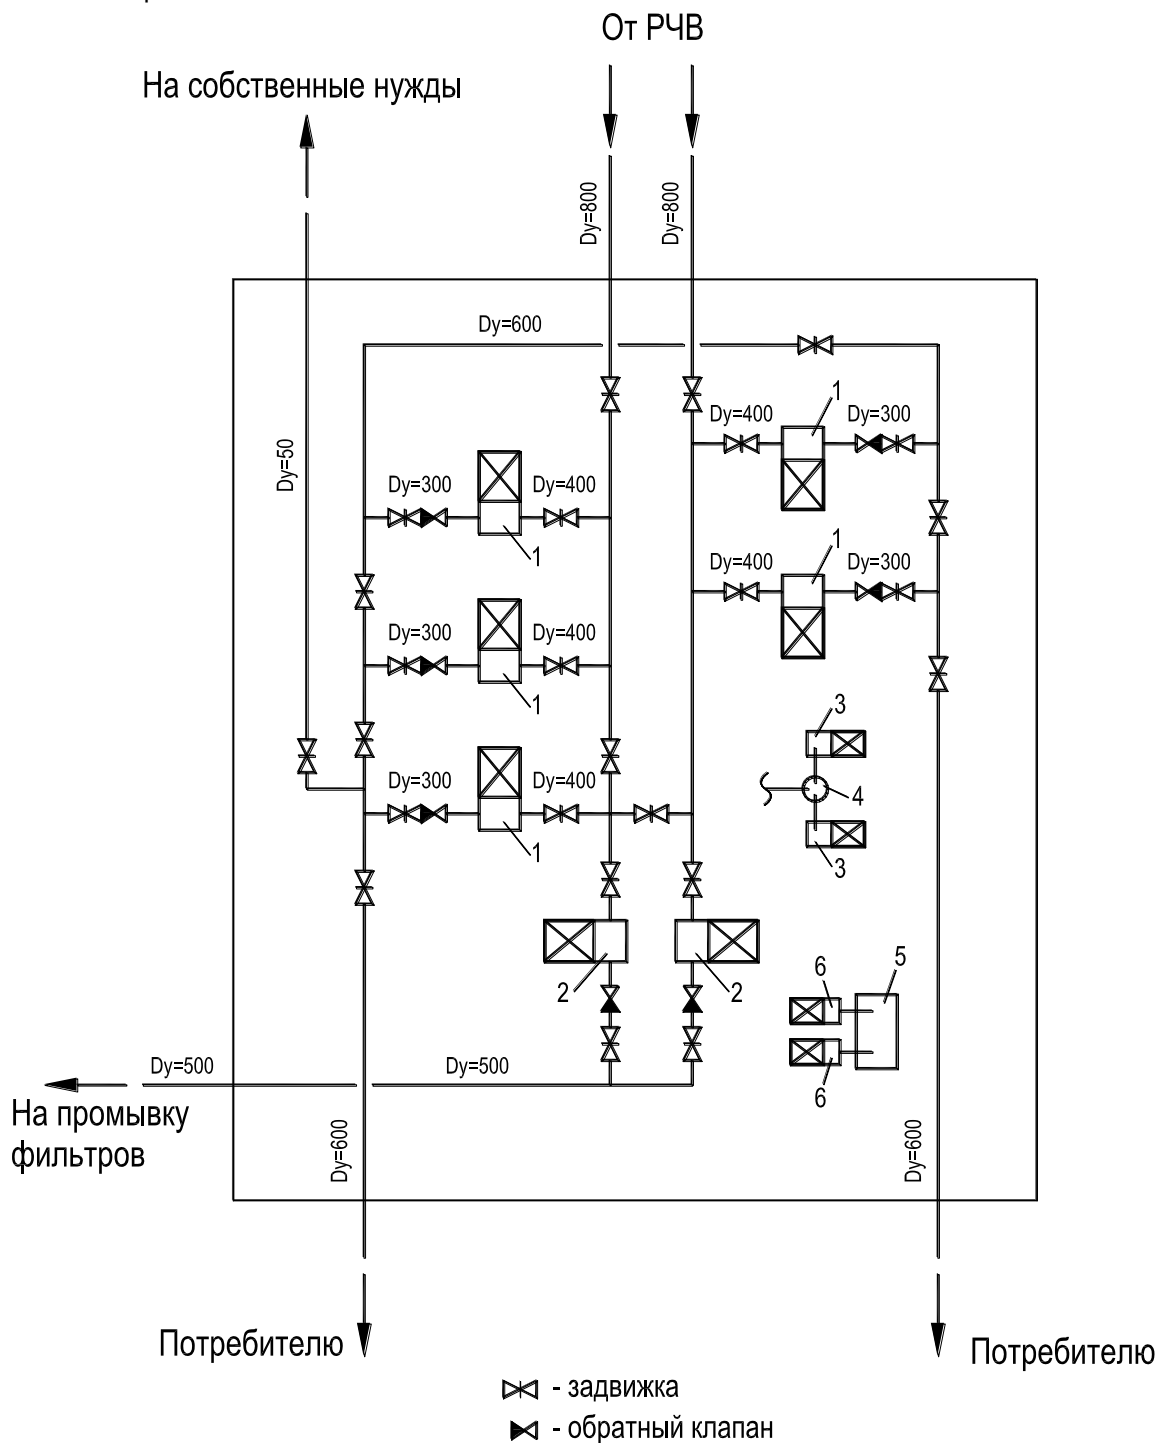 От РЧВ
На собственные нужды
Dy=800
Dy=800
Dy=600
Dy=50
1
Dy=400
Dy=300
Dy=300
Dy=400
1
1
Dy=400
Dy=300
Dy=300
Dy=400
1
3
Dy=300
Dy=400
4
1
3
2
2
6
5
Dy=500
Dy=500
6
На промывку
фильтров
Dy=600
Dy=600
Потребителю
Потребителю
- задвижка
- обратный клапан